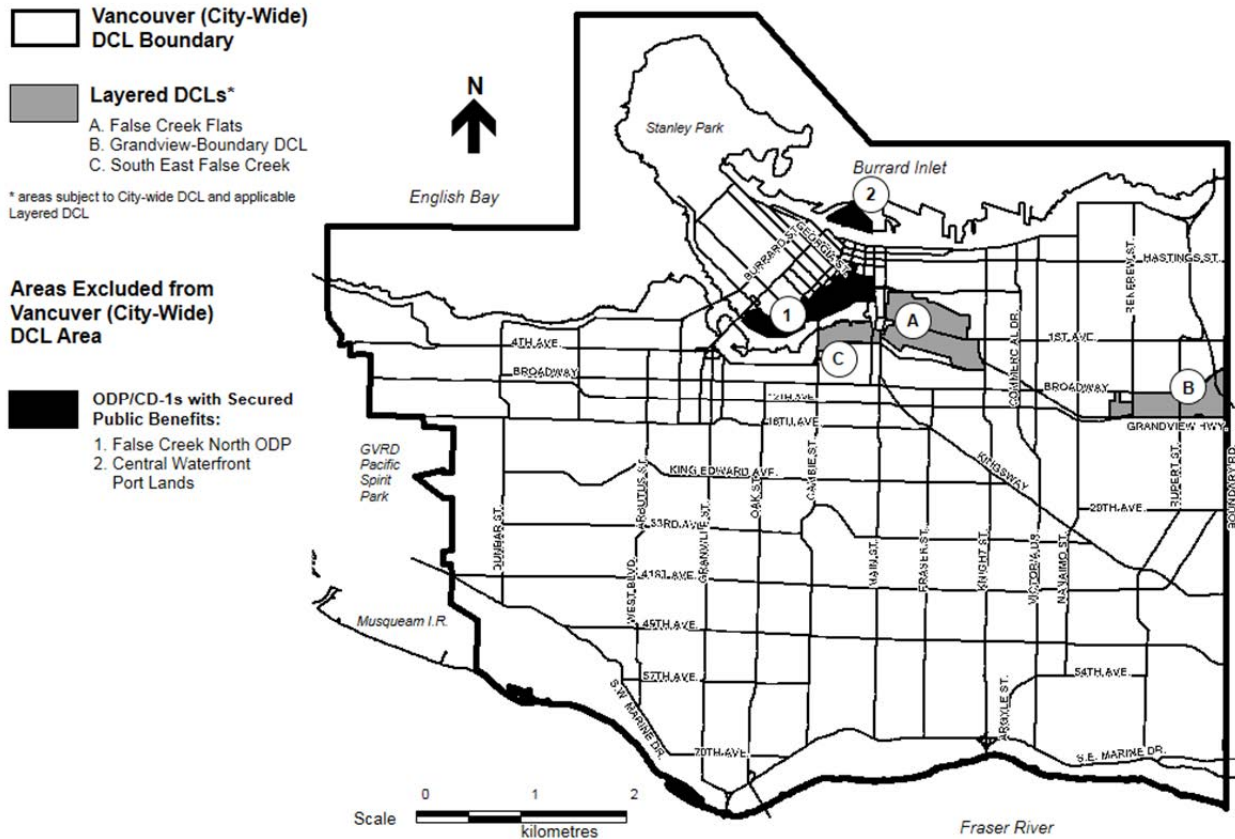 Vancouver (City-Wide)
DCL Boundary
Layered DCLs*
A. False Creek Flats
B. Grandview-Boundary DCL
C. South East False Creek
* areas subject to City-wide DCL and applicable
Layered DCL
Areas Excluded from
Vancouver (City-Wide)
DCL Area
ODP/CD-1s with Secured
Public Benefits:
1. False Creek North ODP
2. Central Waterfront
Port Lands
N
Stanley Park
English Bay
Burrard Inlet
2
BURRARD ST.
GEORGIA ST.
HASTINGS ST.
RENFREW ST.
1
A
COMMERCIAL DR.
1ST AVE.
4TH AVE.
C
BROADWAY
BROADWAY
B
12TH AVE.
16TH AVE.
GRANDVIEW HWY.
GVRD
Pacific
Spirit
Park
KING EDWARD AVE.
KINGSWAY
ARBUTUS ST.
OAK ST.
CAMBIE ST.
RUPERT ST.
BOUNDARY RD.
29TH AVE.
33RD AVE.
DUNBAR ST.
GRANVILLE ST.
MAIN ST.
FRASER ST.
KNIGHT ST.
VICTORIA DR.
NANAIMO ST.
WEST BLVD.
41ST AVE.
Musqueam I.R.
49TH AVE.
57TH AVE.
54TH AVE.
S.W. MARINE DR.
ARGYLE ST.
70TH AVE.
S.E. MARINE DR.
0 1 2
Scale
kilometres
Fraser River